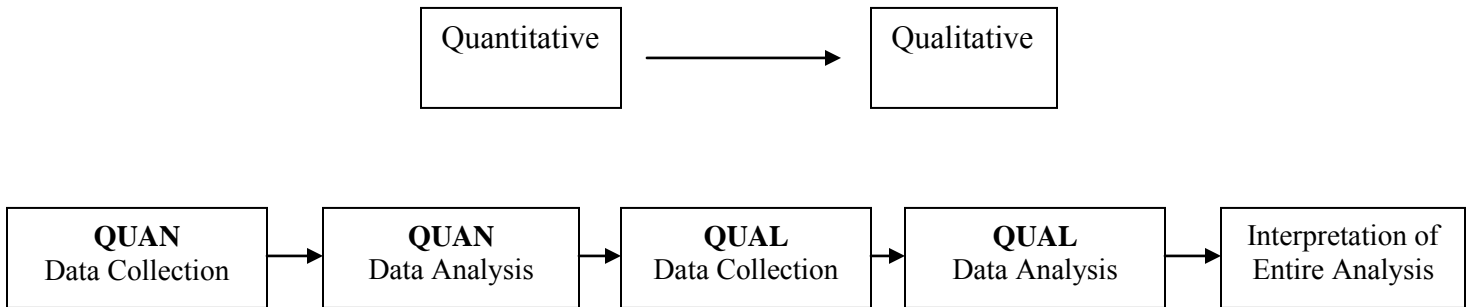 Quantitative
Qualitative
QUAN
Data Collection
QUAN
Data Analysis
QUAL
Data Collection
QUAL
Data Analysis
Interpretation of
Entire Analysis